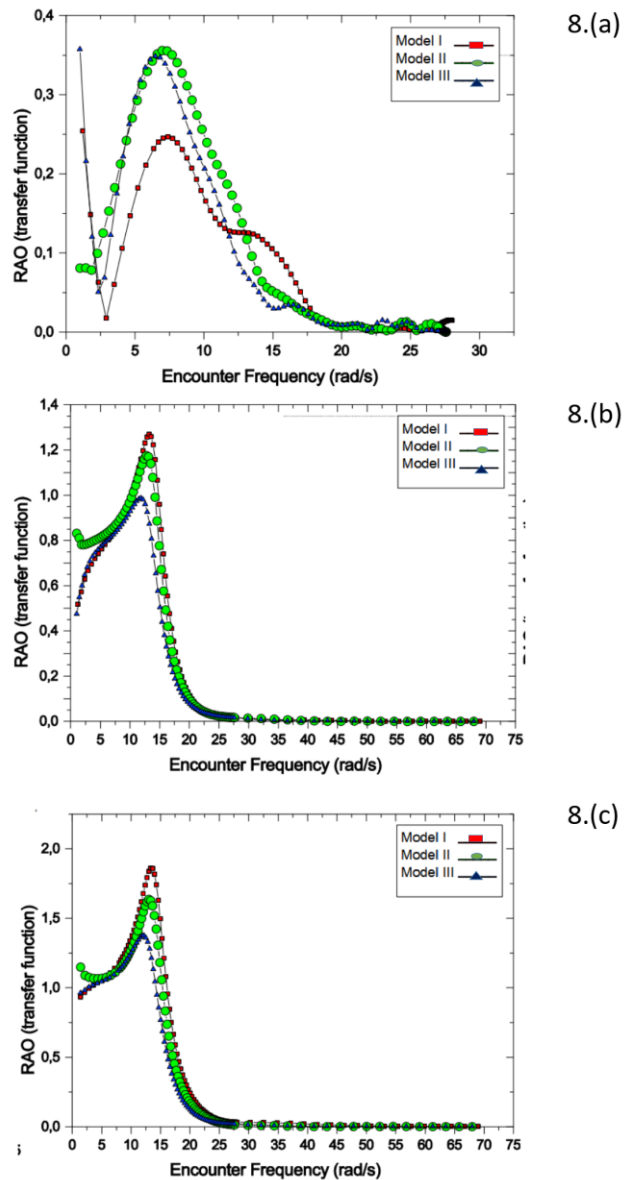 8.(a)
0,4
0,3
0,2
0,1
0,0
RAO (transfer function)
Model I
Model II
Model III
0 5 10 15 20 25 30
Encounter Frequency (rad/s)
8.(b)
1,4
1,2
1,0
0,8
0,6
0,4
0,2
0,0
RAO (transfer function)
Model I
Model II
Model III
0 5 10 15 20 25 30 35 40 45 50 55 60 65 70 75
Encounter Frequency (rad/s)
8.(c)
2,0
1,5
1,0
0,5
0,0
RAO (transfer function)
Model I
Model II
Model III
0 5 10 15 20 25 30 35 40 45 50 55 60 65 70 75
Encounter Frequency (rad/s)